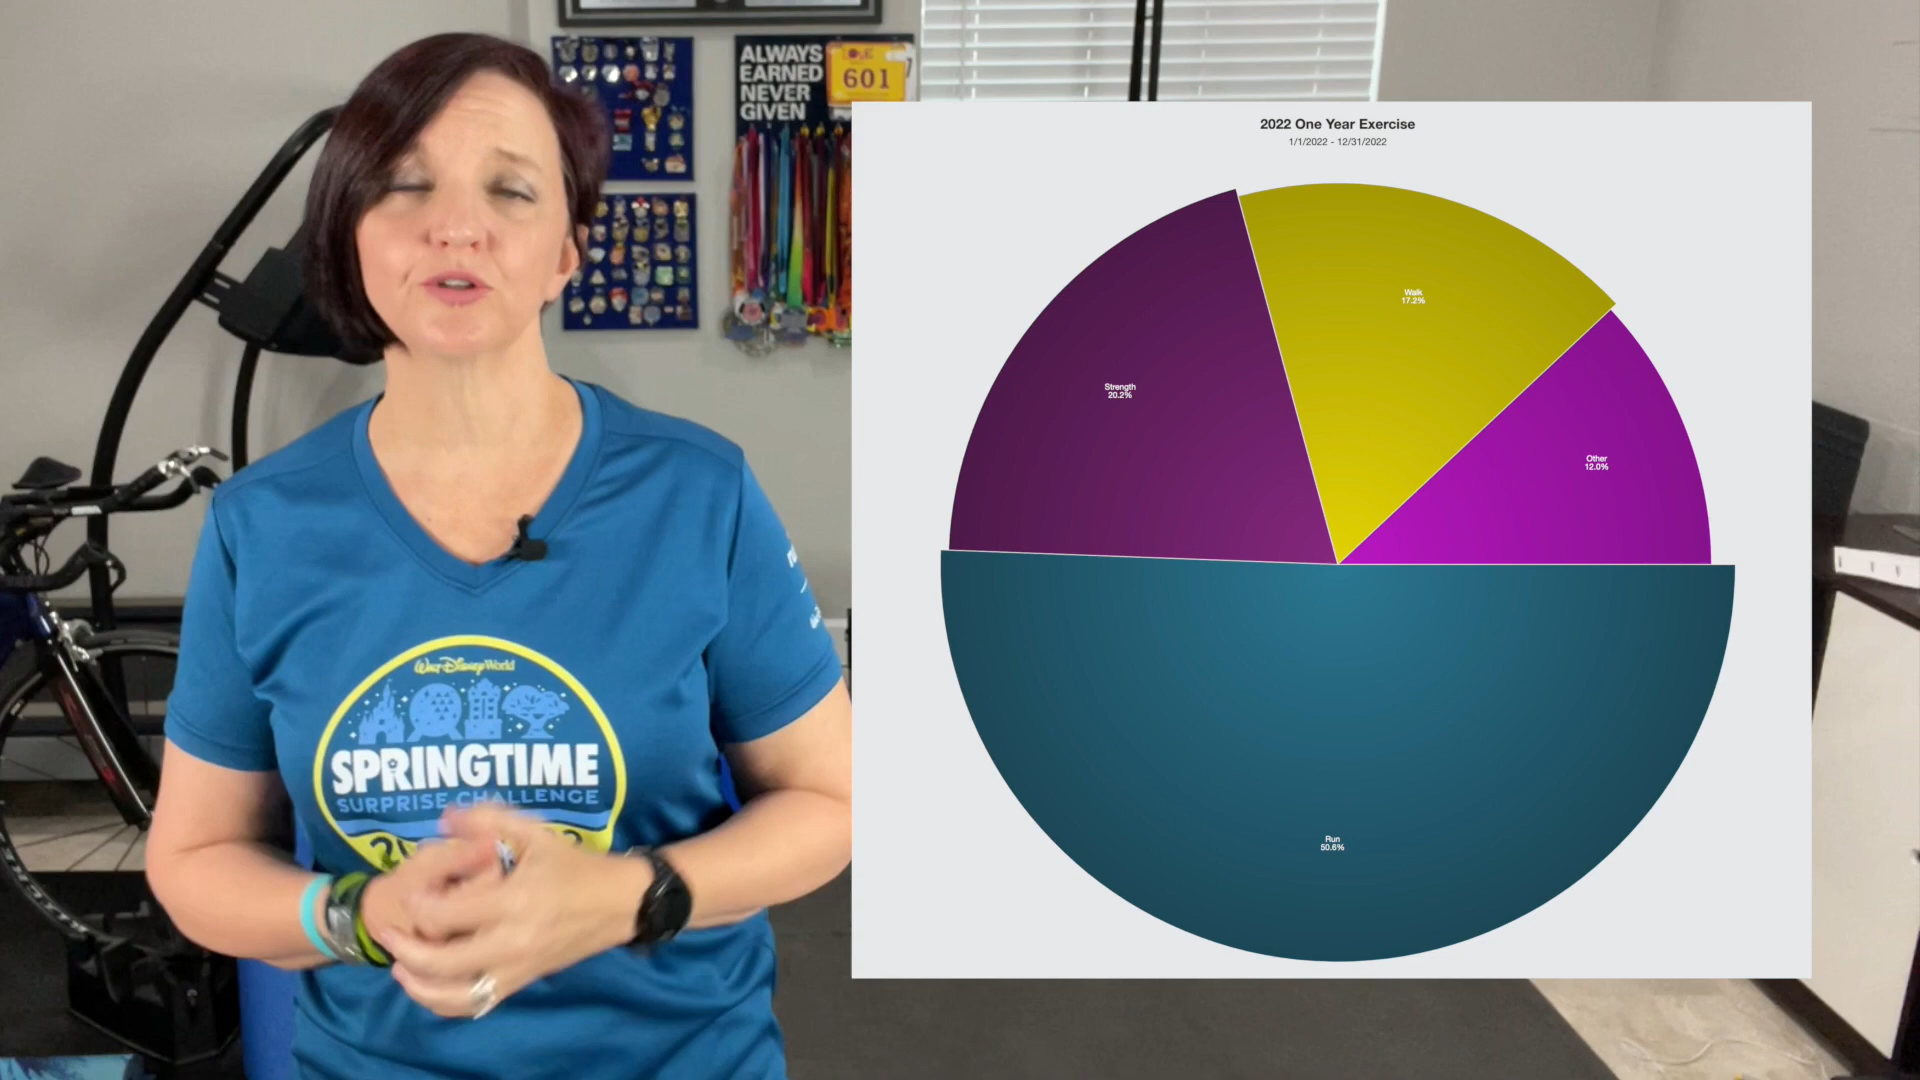 ALWAYS
EARNED
NEVER
GIVEN
601
2022 One Year Exercise
1/1/2022 - 12/31/2022
Walk
17.2%
Strength
20.2%
Other
12.0%
Run
50.6%
Walt Disney World
SPRINGTIME
SURPRISE CHALLENGE